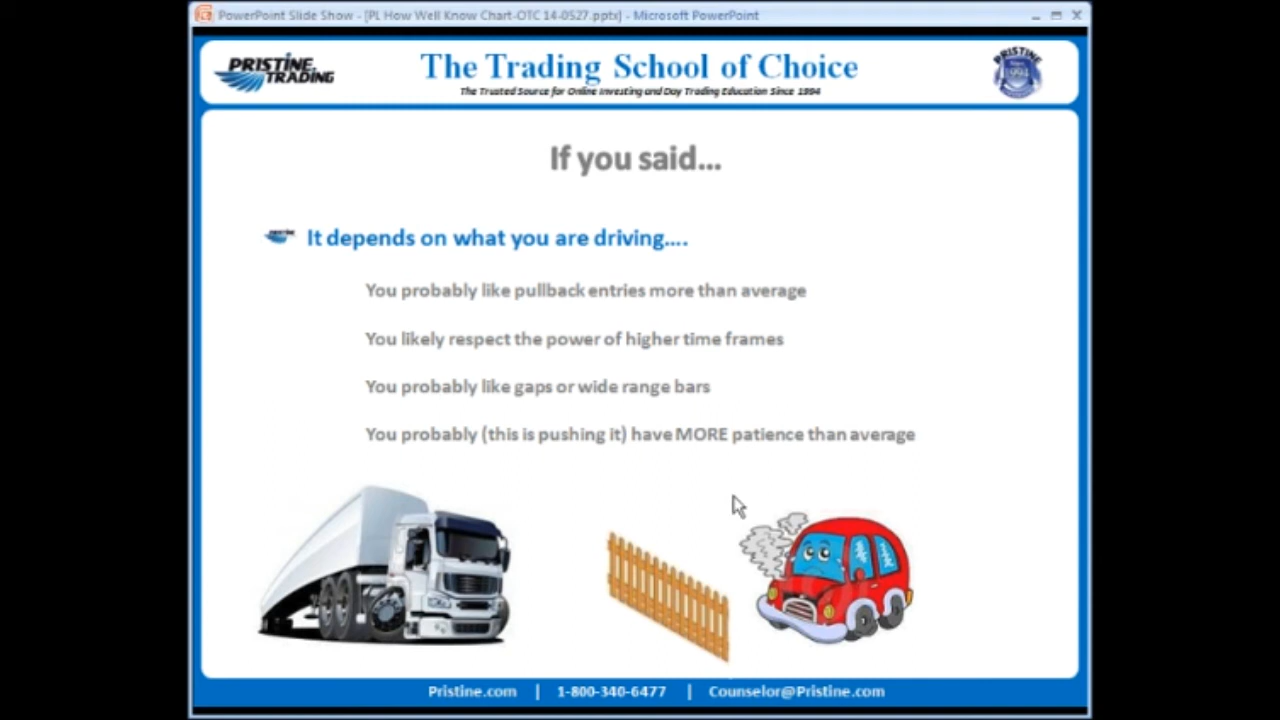 PowerPoint Slide Show - [PL How Well Know Chart-OTC 14-0527.pptx] - Microsoft PowerPoint
PRISTINE.
TRADING
The Trading School of Choice
The Trusted Source for Online Investing and Day Trading Education Since 1994
PRISTINE
1994
If you said...
It depends on what you are driving....
You probably like pullback entries more than average
You likely respect the power of higher time frames
You probably like gaps or wide range bars
You probably (this is pushing it) have MORE patience than average
Pristine.com | 1-800-340-6477 | Counselor@Pristine.com